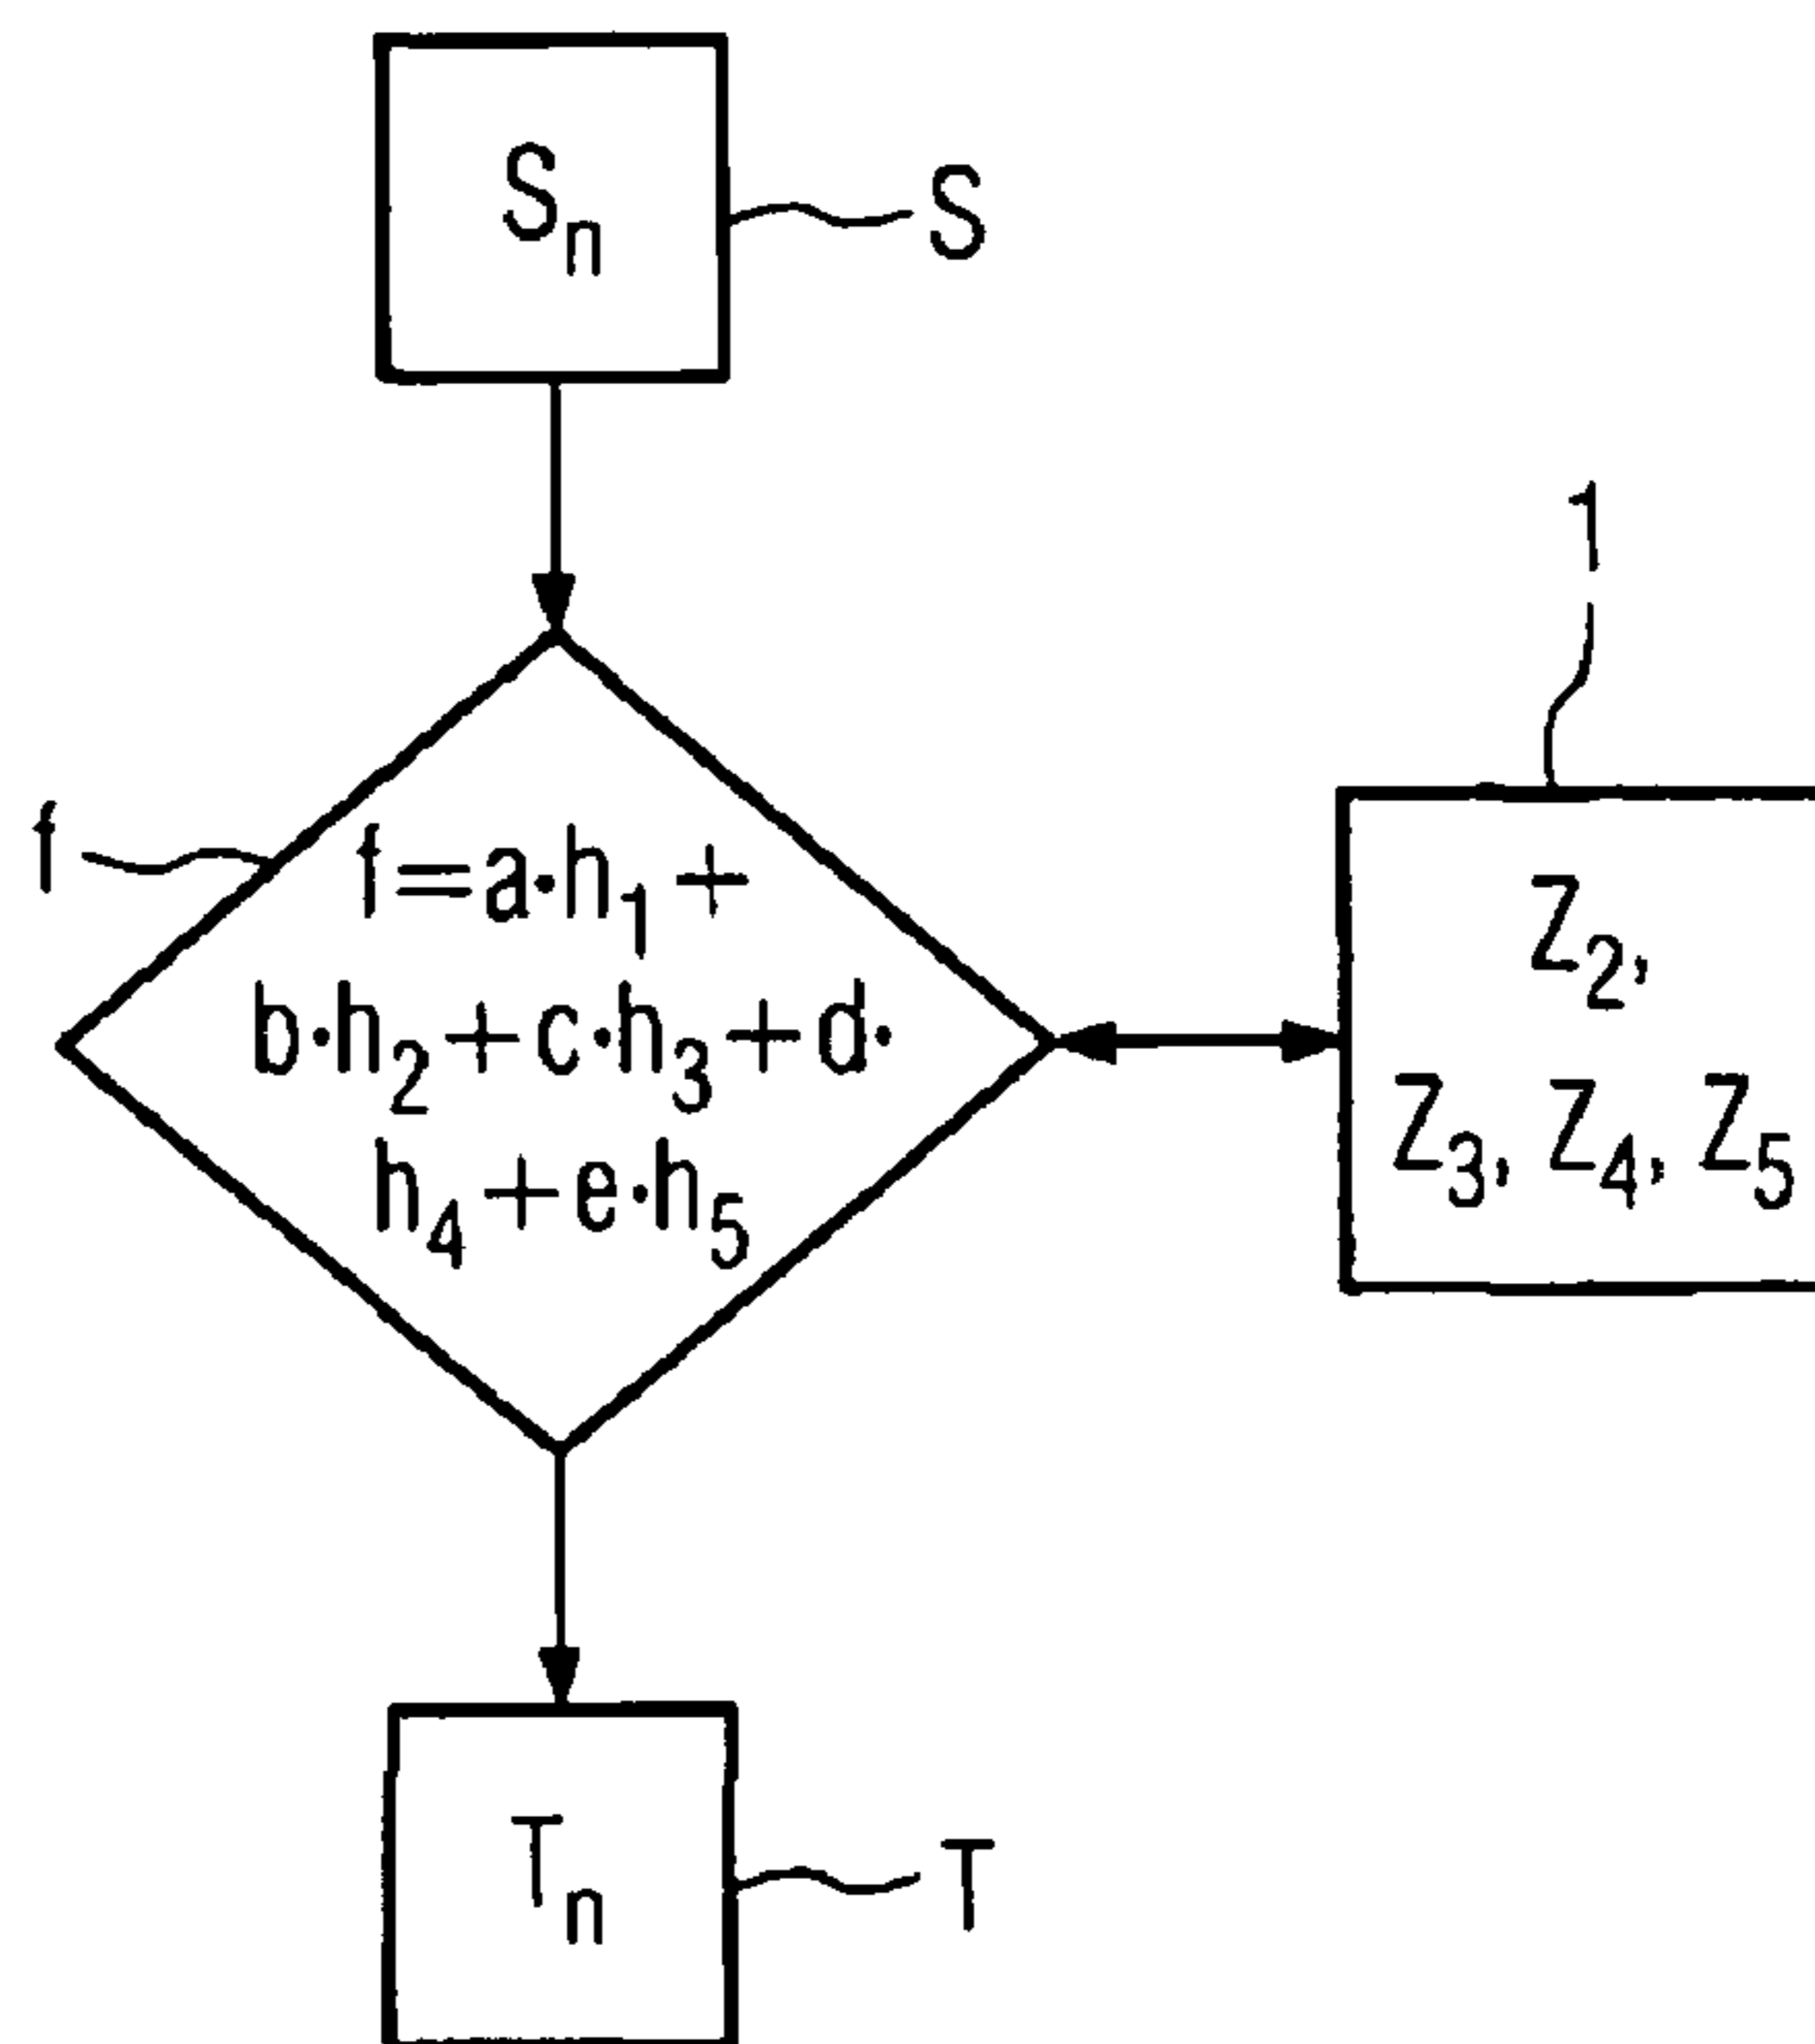 Sₙ
S
1
f
f=a·h₁+
b·h₂+c·h₃+d·
h₄+e·h₅
Z₂,
Z₃, Z₄, Z₅
Tₙ
T